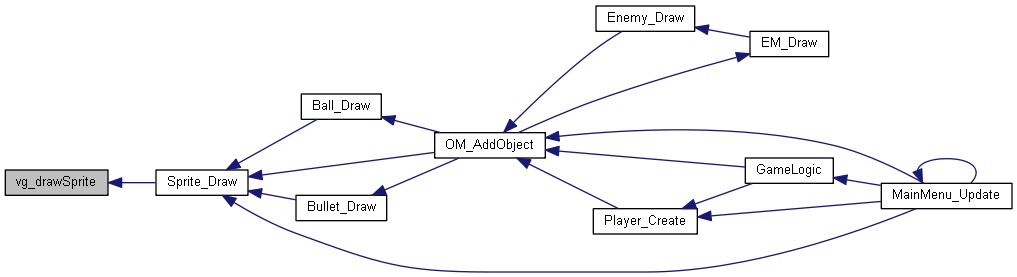 Enemy_Draw
EM_Draw
Ball_Draw
OM_AddObject
GameLogic
vg_drawSprite
Sprite_Draw
MainMenu_Update
Bullet_Draw
Player_Create